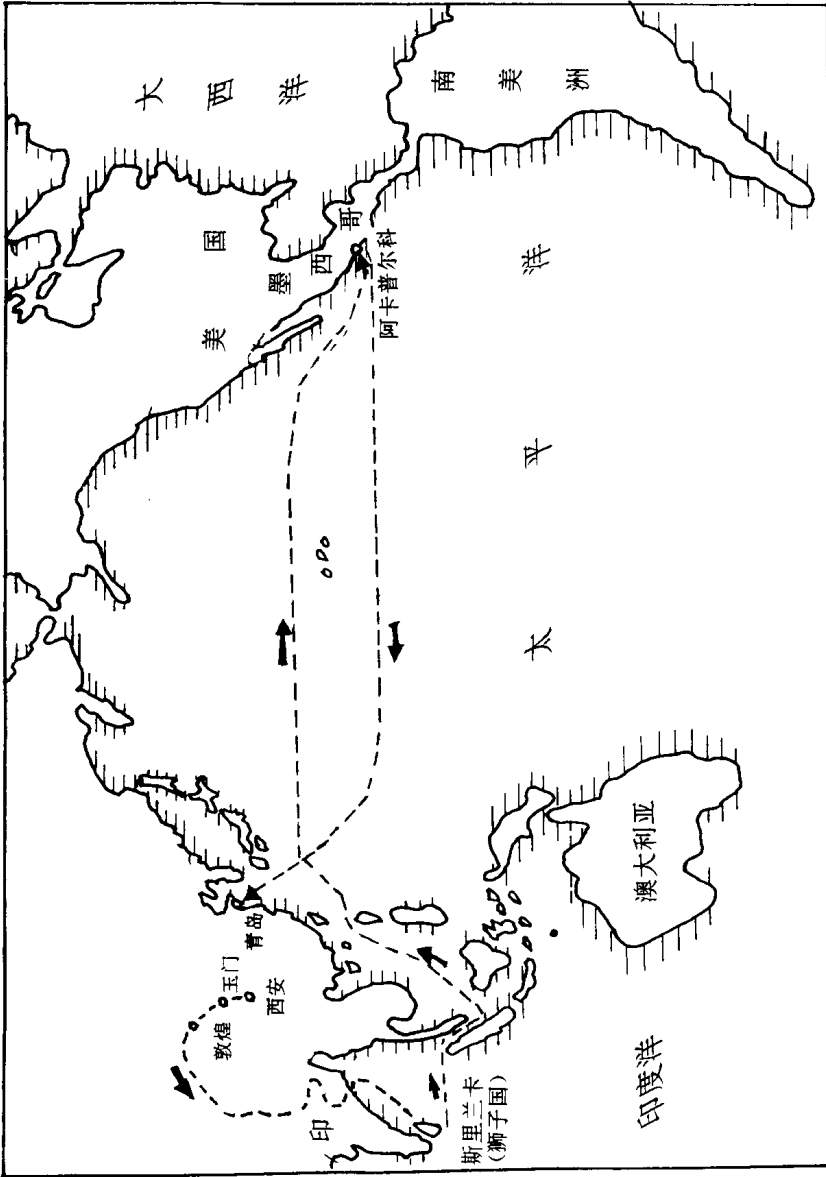 大西洋
南美洲
美国
墨西哥
阿卡普尔科
太平洋
青岛
玉门
西安
敦煌
印
斯里兰卡
(狮子国)
印度洋
澳大利亚